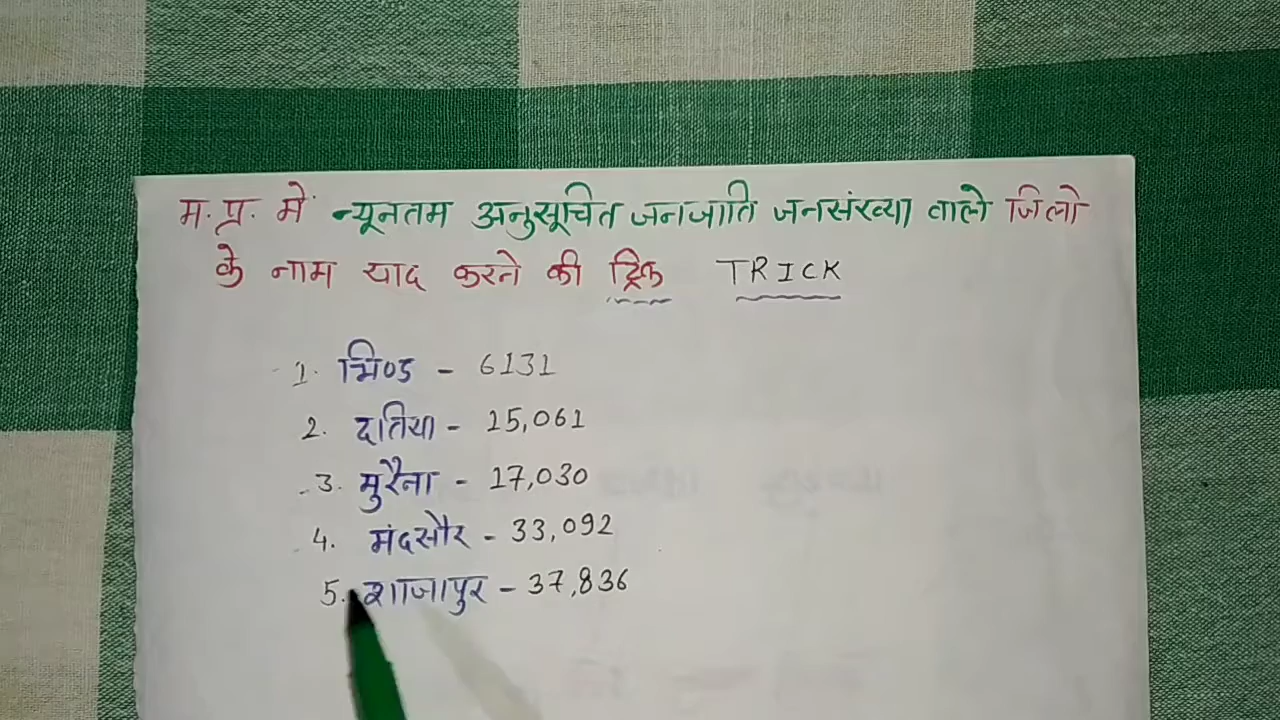 म. प्र. में न्यूनतम अनुसूचित जनजाति जनसंख्या वाले जिलो
के नाम याद करने की ट्रिक TRICK
1. भिण्ड - 6131
2. दतिया - 15,061
3. मुरैना - 17,030
4. मंदसौर - 33,092
5. शाजापुर - 37,836